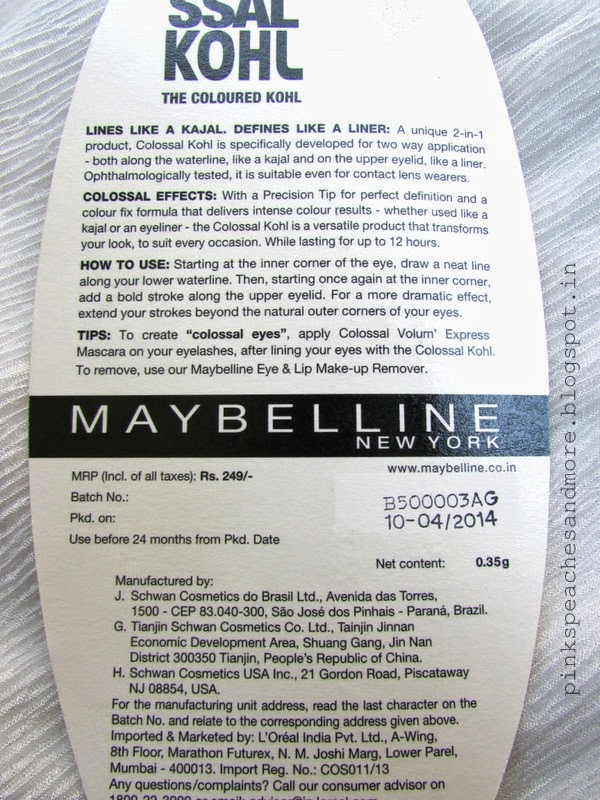 SSAL
KOHL
THE COLOURED KOHL
LINES LIKE A KAJAL. DEFINES LIKE A LINER: A unique 2-in-1
product, Colossal Kohl is specifically developed for two way application
- both along the waterline, like a kajal and on the upper eyelid, like a liner.
Ophthalmologically tested, it is suitable even for contact lens wearers.
COLOSSAL EFFECTS: With a Precision Tip for perfect definition and a
colour fix formula that delivers intense colour results - whether used like a
kajal or an eyeliner - the Colossal Kohl is a versatile product that transforms
your look, to suit every occasion. While lasting for up to 12 hours.
HOW TO USE: Starting at the inner corner of the eye, draw a neat line
along your lower waterline. Then, starting once again at the inner corner,
add a bold stroke along the upper eyelid. For a more dramatic effect,
extend your strokes beyond the natural outer corners of your eyes.
TIPS: To create “colossal eyes”, apply Colossal Volum’ Express
Mascara on your eyelashes, after lining your eyes with the Colossal Kohl.
To remove, use our Maybelline Eye & Lip Make-up Remover.
MAYBELLINE
NEW YORK
www.maybelline.co.in
MRP (Incl. of all taxes): Rs. 249/-
Batch No.: B500003AG
Pkd. on: 10-04/2014
Use before 24 months from Pkd. Date
Net content: 0.35g
Manufactured by:
J. Schwan Cosmetics do Brasil Ltd., Avenida das Torres,
1500 - CEP 83.040-300, São José dos Pinhais - Paraná, Brazil.
G. Tianjin Schwan Cosmetics Co. Ltd., Tainjin Jinnan
Economic Development Area, Shuang Gang, Jin Nan
District 300350 Tianjin, People's Republic of China.
H. Schwan Cosmetics USA Inc., 21 Gordon Road, Piscataway
NJ 08854, USA.
For the manufacturing unit address, read the last character on the
Batch No. and relate to the corresponding address given above.
Imported & Marketed by: L'Oréal India Pvt. Ltd., A-Wing,
8th Floor, Marathon Futurex, N. M. Joshi Marg, Lower Parel,
Mumbai - 400013. Import Reg. No.: COS011/13
Any questions/complaints? Call our consumer advisor on
pinkspeachesandmore.blogspot.in